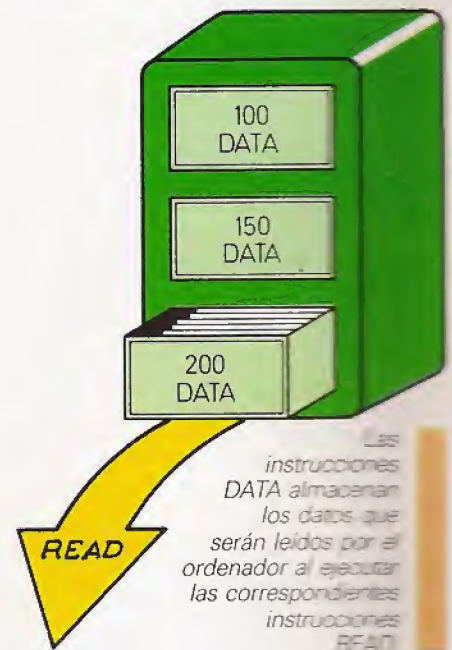 100
DATA
150
DATA
200
DATA
READ
Las
instrucciones
DATA almacenan
los datos que
serán leídos por el
ordenador al ejecutar
las correspondientes
instrucciones
READ.